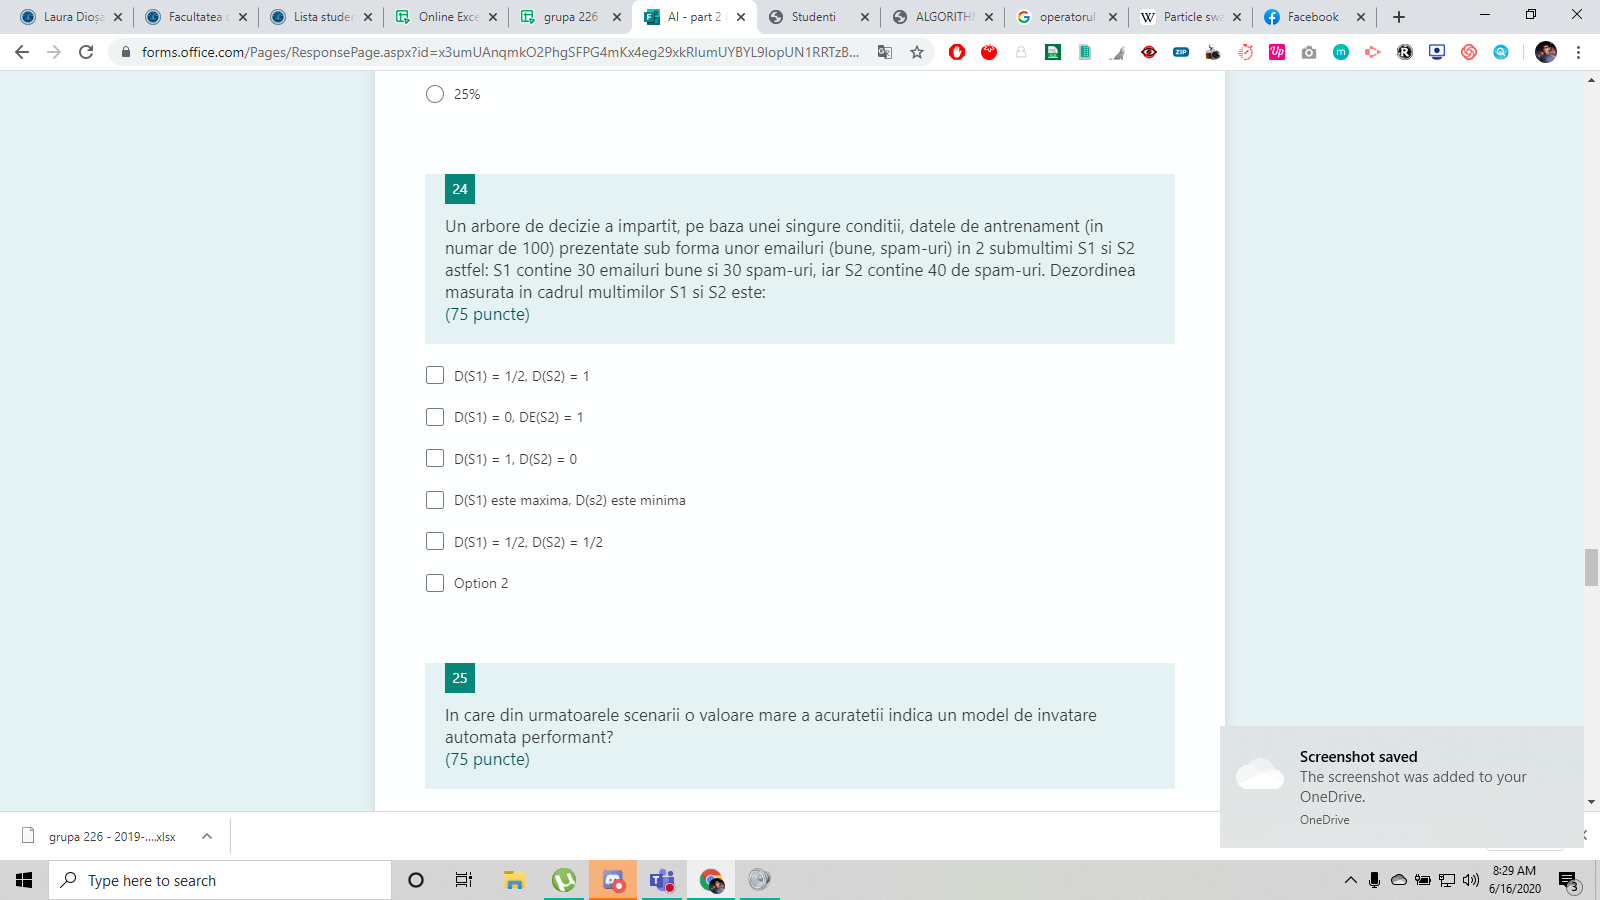 Laura Dioșa
Facultatea c
Lista studer
Online Exce
grupa 226 -
AI - part 2 (
Studenti
ALGORITHM
operatorul
Particle swa
Facebook
forms.office.com/Pages/ResponsePage.aspx?id=x3umUAnqmkO2PhgSFPG4mKx4eg29xkRIumUYBYL9IopUN1RRTzB...
25%
24
Un arbore de decizie a impartit, pe baza unei singure conditii, datele de antrenament (in
numar de 100) prezentate sub forma unor emailuri (bune, spam-uri) in 2 submultimi S1 si S2
astfel: S1 contine 30 emailuri bune si 30 spam-uri, iar S2 contine 40 de spam-uri. Dezordinea
masurata in cadrul multimilor S1 si S2 este:
(75 puncte)
D(S1) = 1/2, D(S2) = 1
D(S1) = 0, DE(S2) = 1
D(S1) = 1, D(S2) = 0
D(S1) este maxima, D(s2) este minima
D(S1) = 1/2, D(S2) = 1/2
Option 2
25
In care din urmatoarele scenarii o valoare mare a acuratetii indica un model de invatare
automata performant?
(75 puncte)
Screenshot saved
The screenshot was added to your
OneDrive.
OneDrive
grupa 226 - 2019-....xlsx
Type here to search
8:29 AM
6/16/2020
3